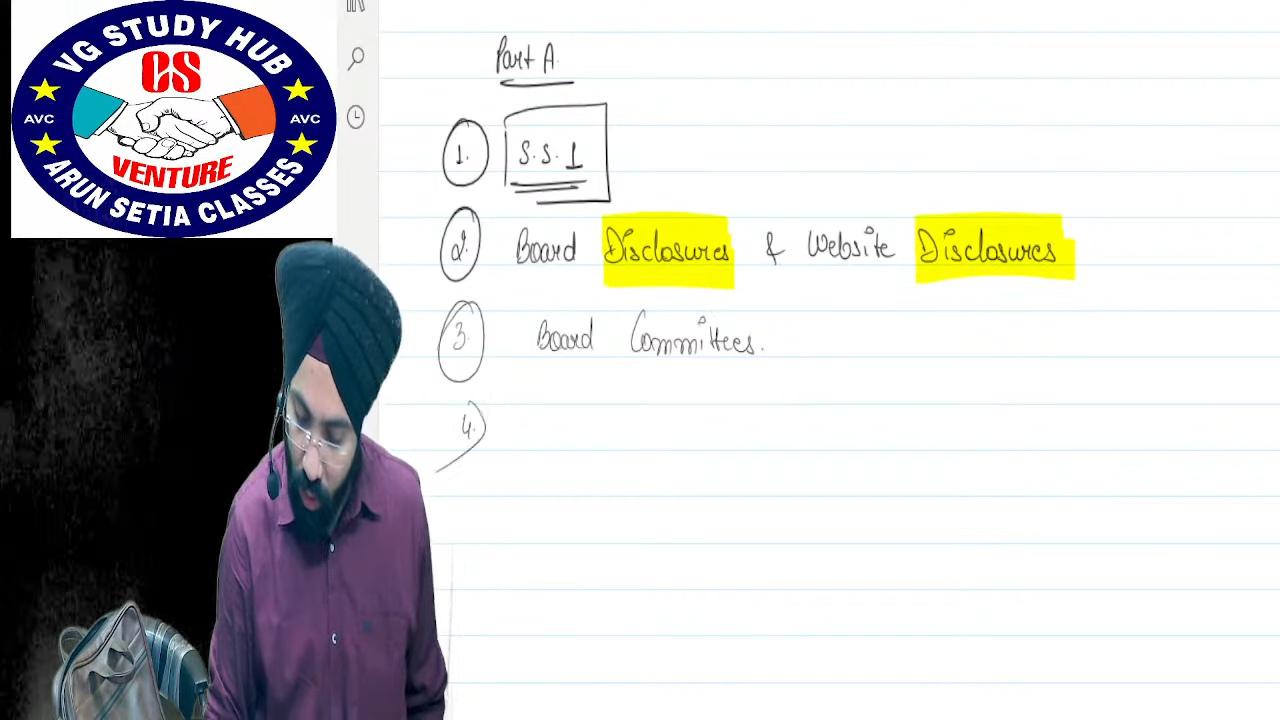 VG STUDY HUB
CS
AVC
AVC
VENTURE
ARUN SETIA CLASSES
Part A.
1. S.S. 1
2. Board Disclosures & Website Disclosures
3. Board Committees.
4.